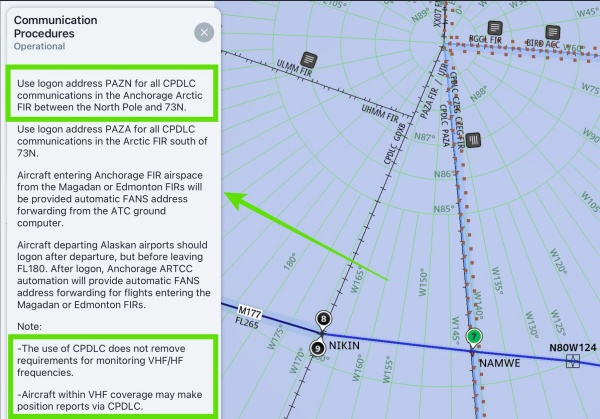 Communication
Procedures
Operational
Use logon address PAZN for all CPDLC
communications in the Anchorage Arctic
FIR between the North Pole and 73N.
Use logon address PAZA for all CPDLC
communications in the Arctic FIR south of
73N.
Aircraft entering Anchorage FIR airspace
from the Magadan or Edmonton FIRs will
be provided automatic FANS address
forwarding from the ATC ground
computer.
Aircraft departing Alaskan airports should
logon after departure, but before leaving
FL180. After logon, Anchorage ARTCC
automation will provide automatic FANS
address forwarding for flights entering the
Magadan or Edmonton FIRs.
Note:
-The use of CPDLC does not remove
requirements for monitoring VHF/HF
frequencies.
-Aircraft within VHF coverage may make
position reports via CPDLC.
N89°
W45°
BGGL FIR
BIRD ACC
W60°
ULMM FIR
UHMM FIR
PAZA FIR / UIR
CPDLC GDXB
CPDLC PAZA
N88°
W75°
N87°
W90°
N86°
N85°
W105°
180°
W165°
W150°
W140°
W135°
W120°
M177
FL265
W175°
W170°
W160°
W155°
W145°
W130°
W125°
8
9
NIKIN
7
NAMWE
N80W124